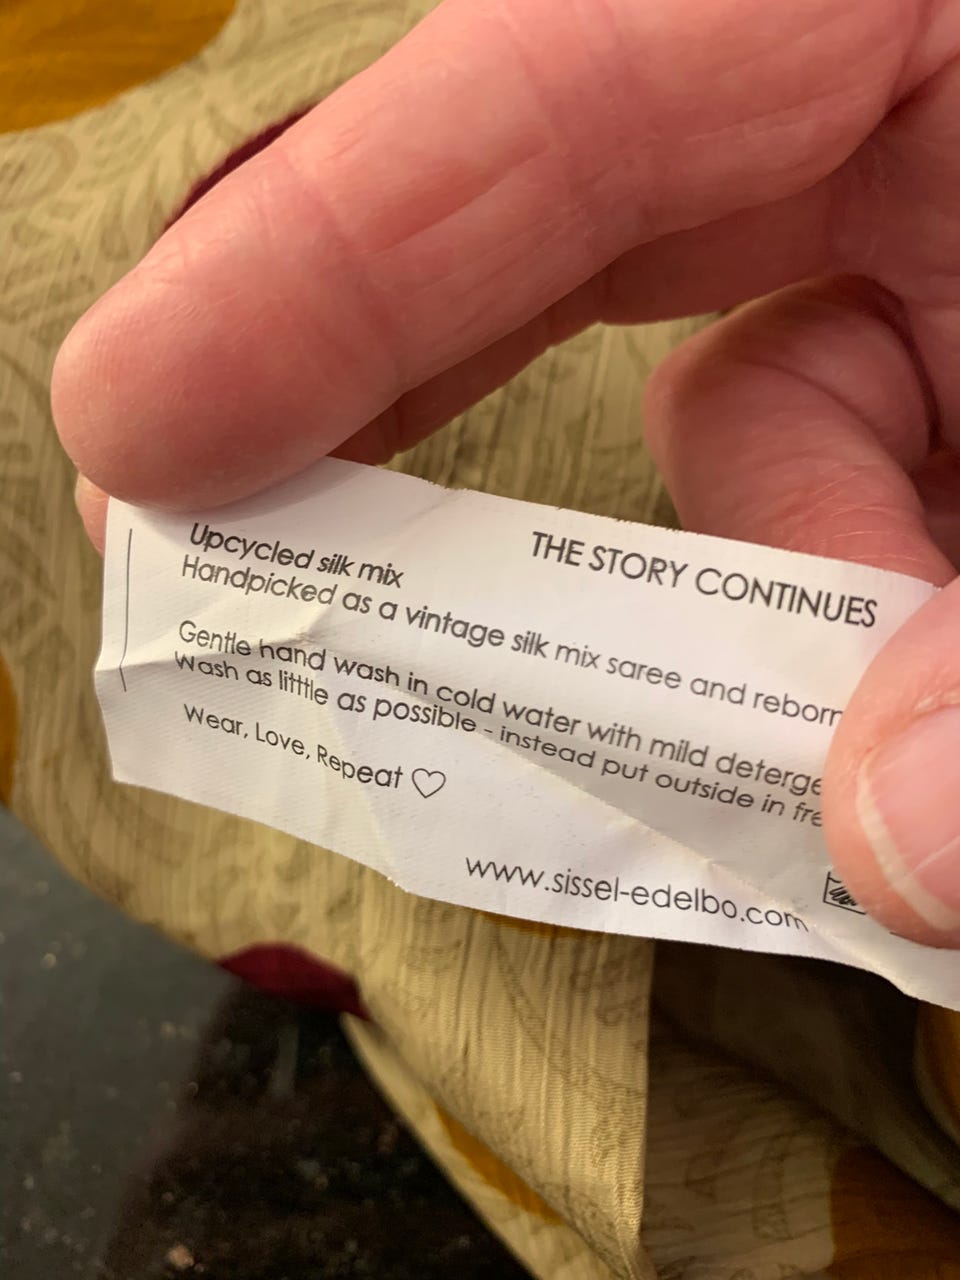 THE STORY CONTINUES
Upcycled silk mix
Handpicked as a vintage silk mix saree and reborn
Gentle hand wash in cold water with mild deterge
Wash as litttle as possible - instead put outside in fre
Wear, Love, Repeat ♡
www.sissel-edelbo.com